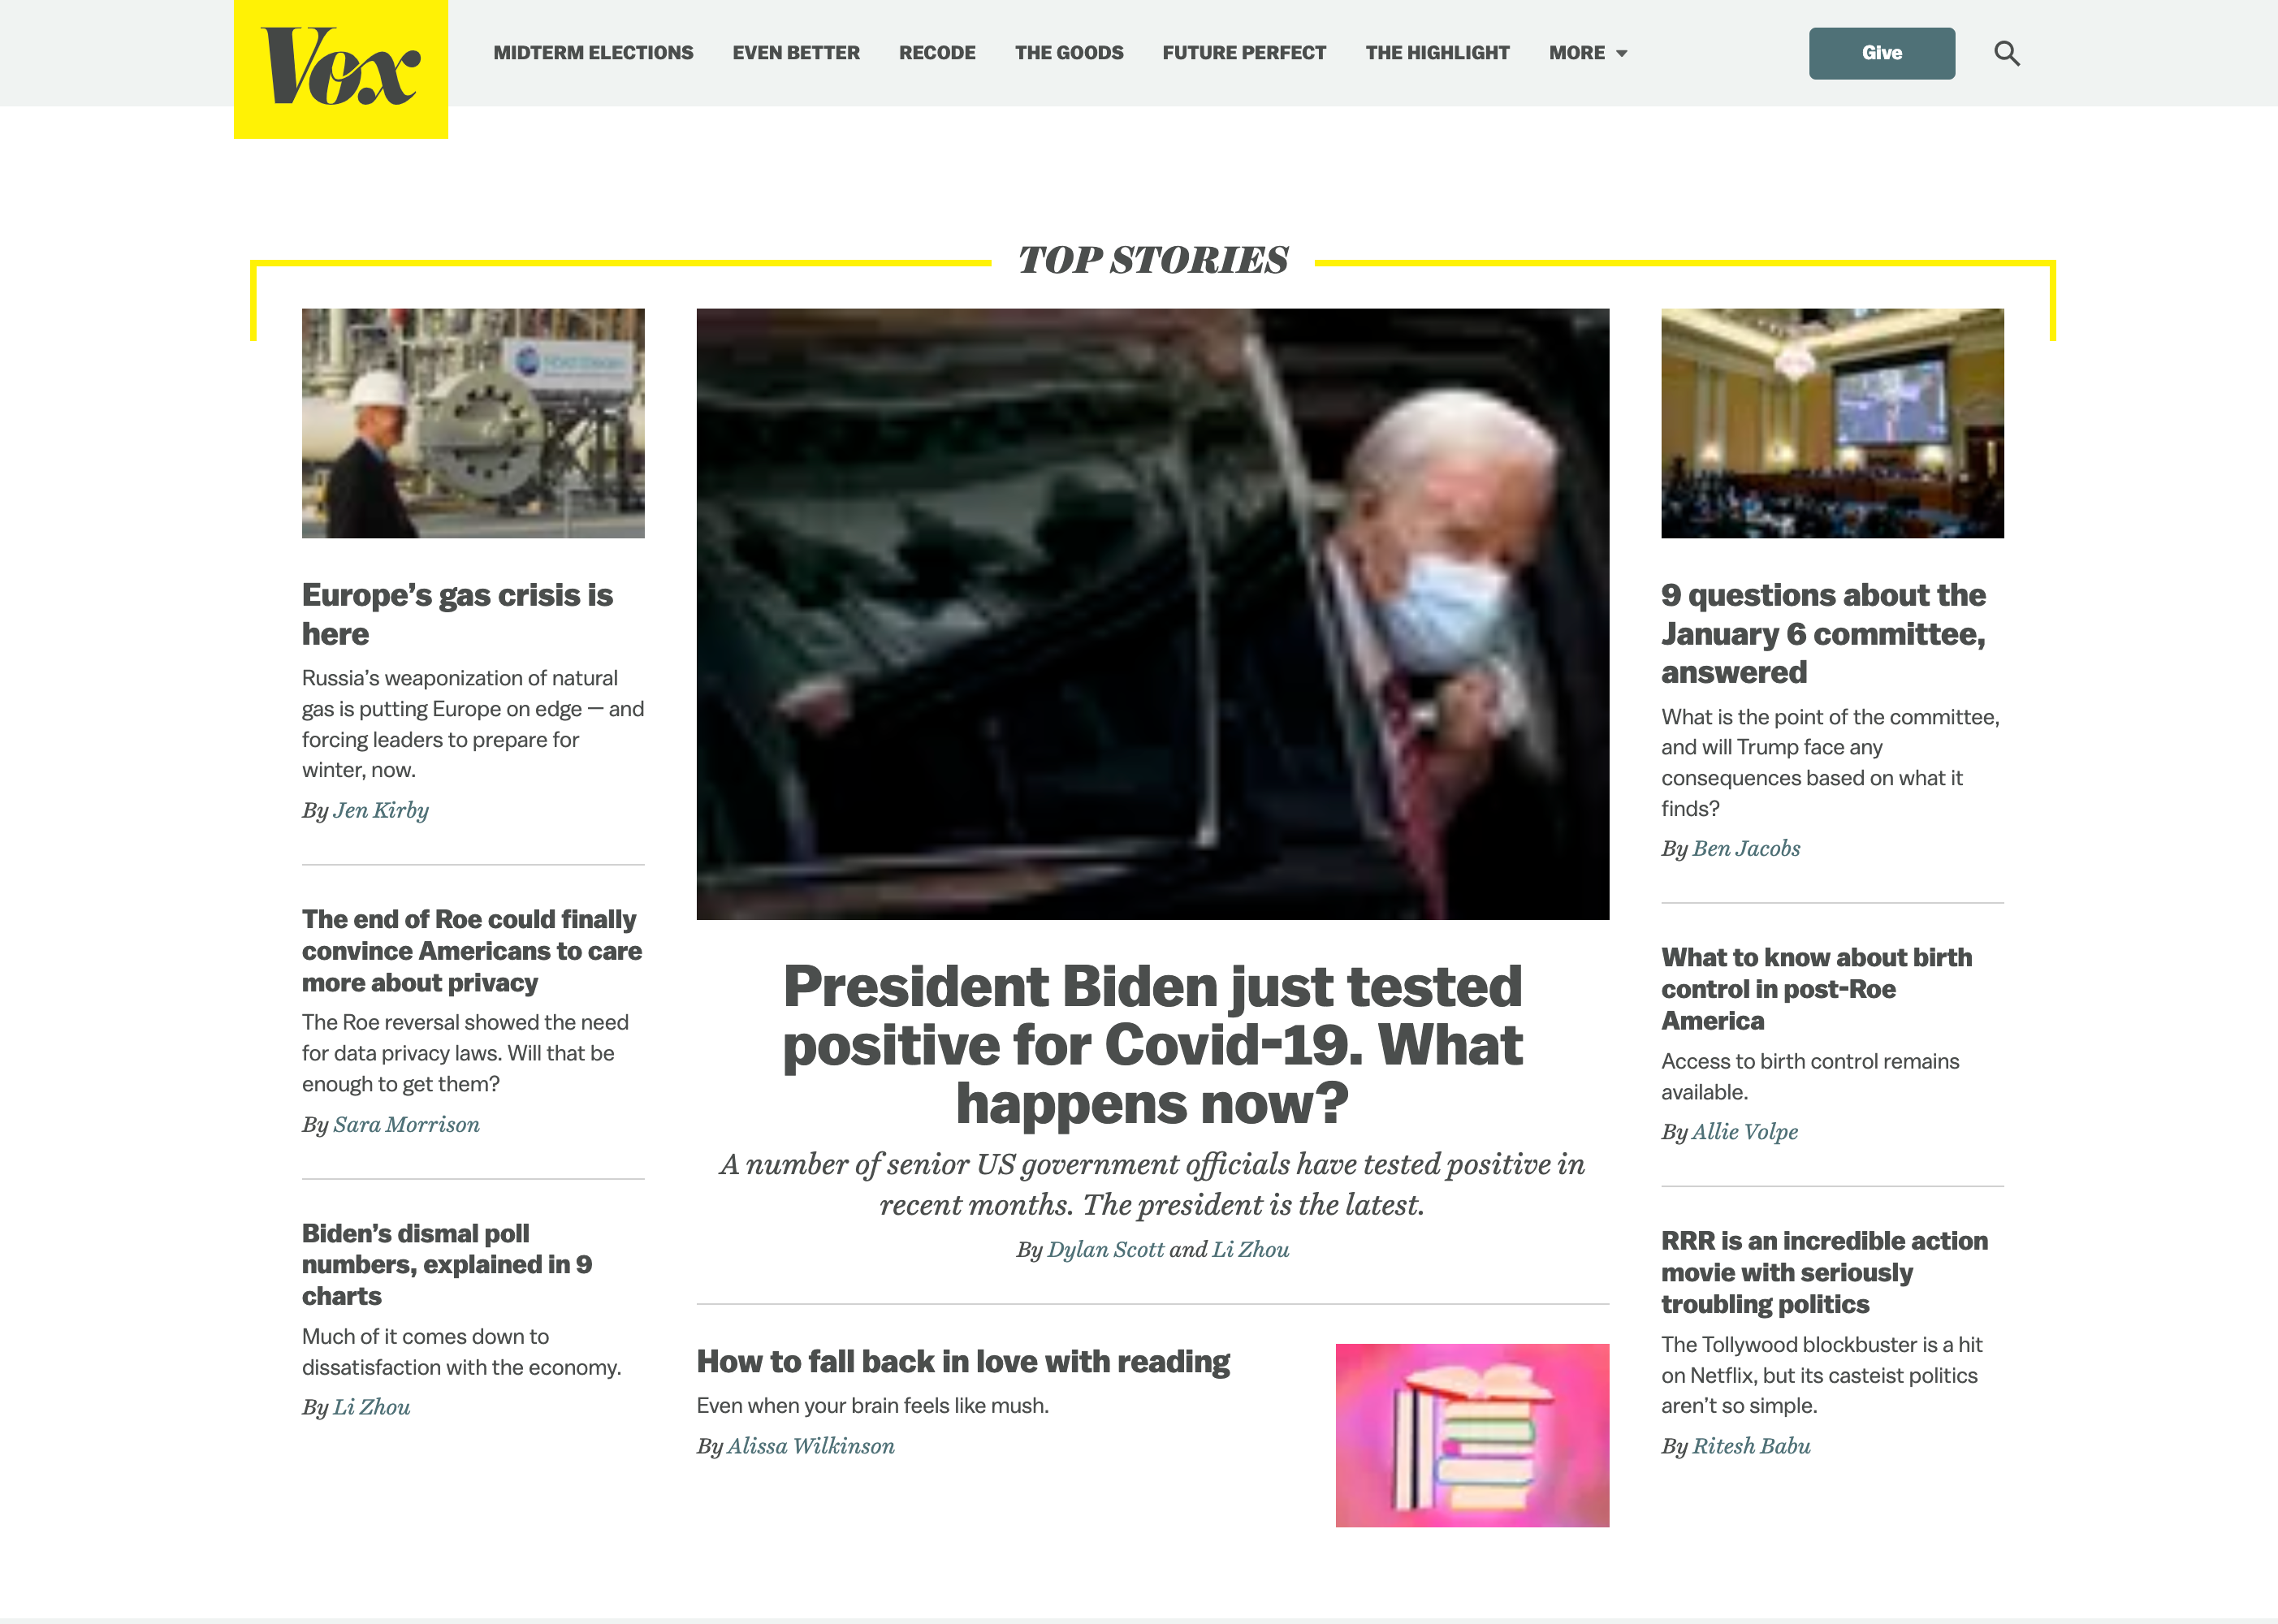 Vox
MIDTERM ELECTIONS
EVEN BETTER
RECODE
THE GOODS
FUTURE PERFECT
THE HIGHLIGHT
MORE
Give
TOP STORIES
Europe’s gas crisis is
here
Russia’s weaponization of natural
gas is putting Europe on edge — and
forcing leaders to prepare for
winter, now.
By Jen Kirby
The end of Roe could finally
convince Americans to care
more about privacy
The Roe reversal showed the need
for data privacy laws. Will that be
enough to get them?
By Sara Morrison
Biden’s dismal poll
numbers, explained in 9
charts
Much of it comes down to
dissatisfaction with the economy.
By Li Zhou
President Biden just tested
positive for Covid-19. What
happens now?
A number of senior US government officials have tested positive in
recent months. The president is the latest.
By Dylan Scott and Li Zhou
How to fall back in love with reading
Even when your brain feels like mush.
By Alissa Wilkinson
9 questions about the
January 6 committee,
answered
What is the point of the committee,
and will Trump face any
consequences based on what it
finds?
By Ben Jacobs
What to know about birth
control in post-Roe
America
Access to birth control remains
available.
By Allie Volpe
RRR is an incredible action
movie with seriously
troubling politics
The Tollywood blockbuster is a hit
on Netflix, but its casteist politics
aren’t so simple.
By Ritesh Babu